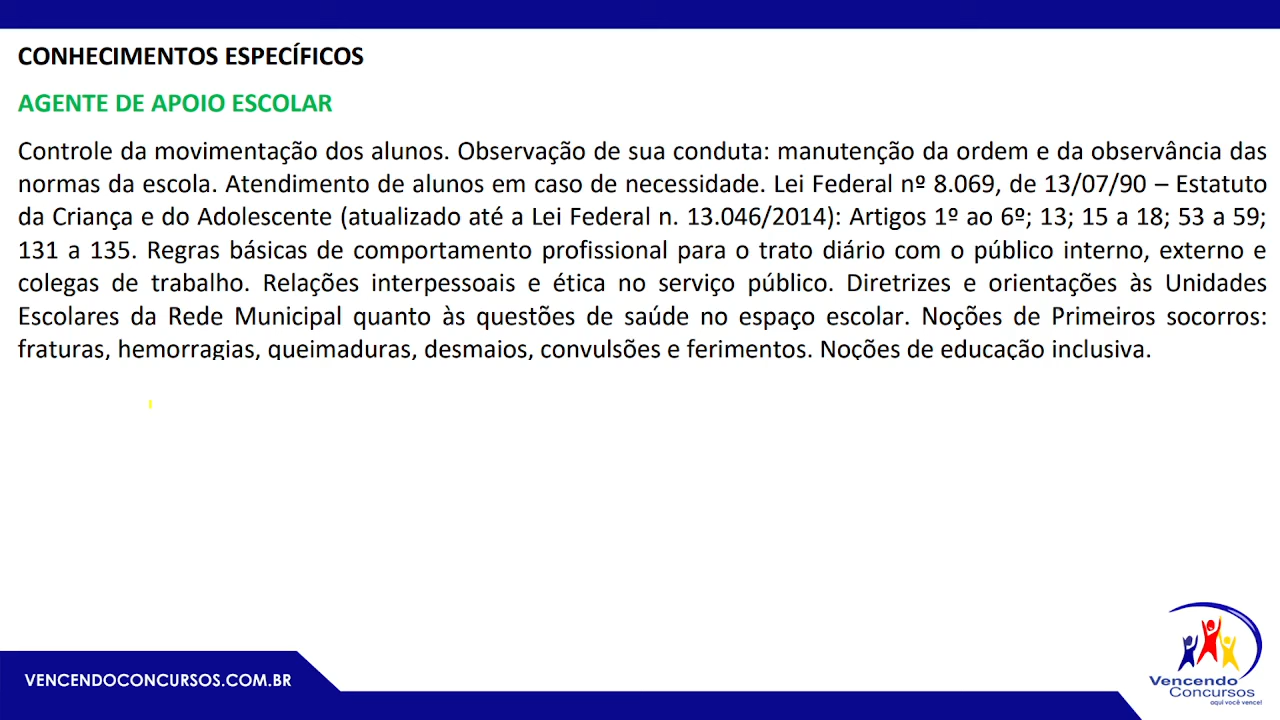 CONHECIMENTOS ESPECÍFICOS
AGENTE DE APOIO ESCOLAR
Controle da movimentação dos alunos. Observação de sua conduta: manutenção da ordem e da observância das
normas da escola. Atendimento de alunos em caso de necessidade. Lei Federal nº 8.069, de 13/07/90 – Estatuto
da Criança e do Adolescente (atualizado até a Lei Federal n. 13.046/2014): Artigos 1º ao 6º; 13; 15 a 18; 53 a 59;
131 a 135. Regras básicas de comportamento profissional para o trato diário com o público interno, externo e
colegas de trabalho. Relações interpessoais e ética no serviço público. Diretrizes e orientações às Unidades
Escolares da Rede Municipal quanto às questões de saúde no espaço escolar. Noções de Primeiros socorros:
fraturas, hemorragias, queimaduras, desmaios, convulsões e ferimentos. Noções de educação inclusiva.
VENCENDOCONCURSOS.COM.BR
Vencendo
Concursos
aqui você vence!